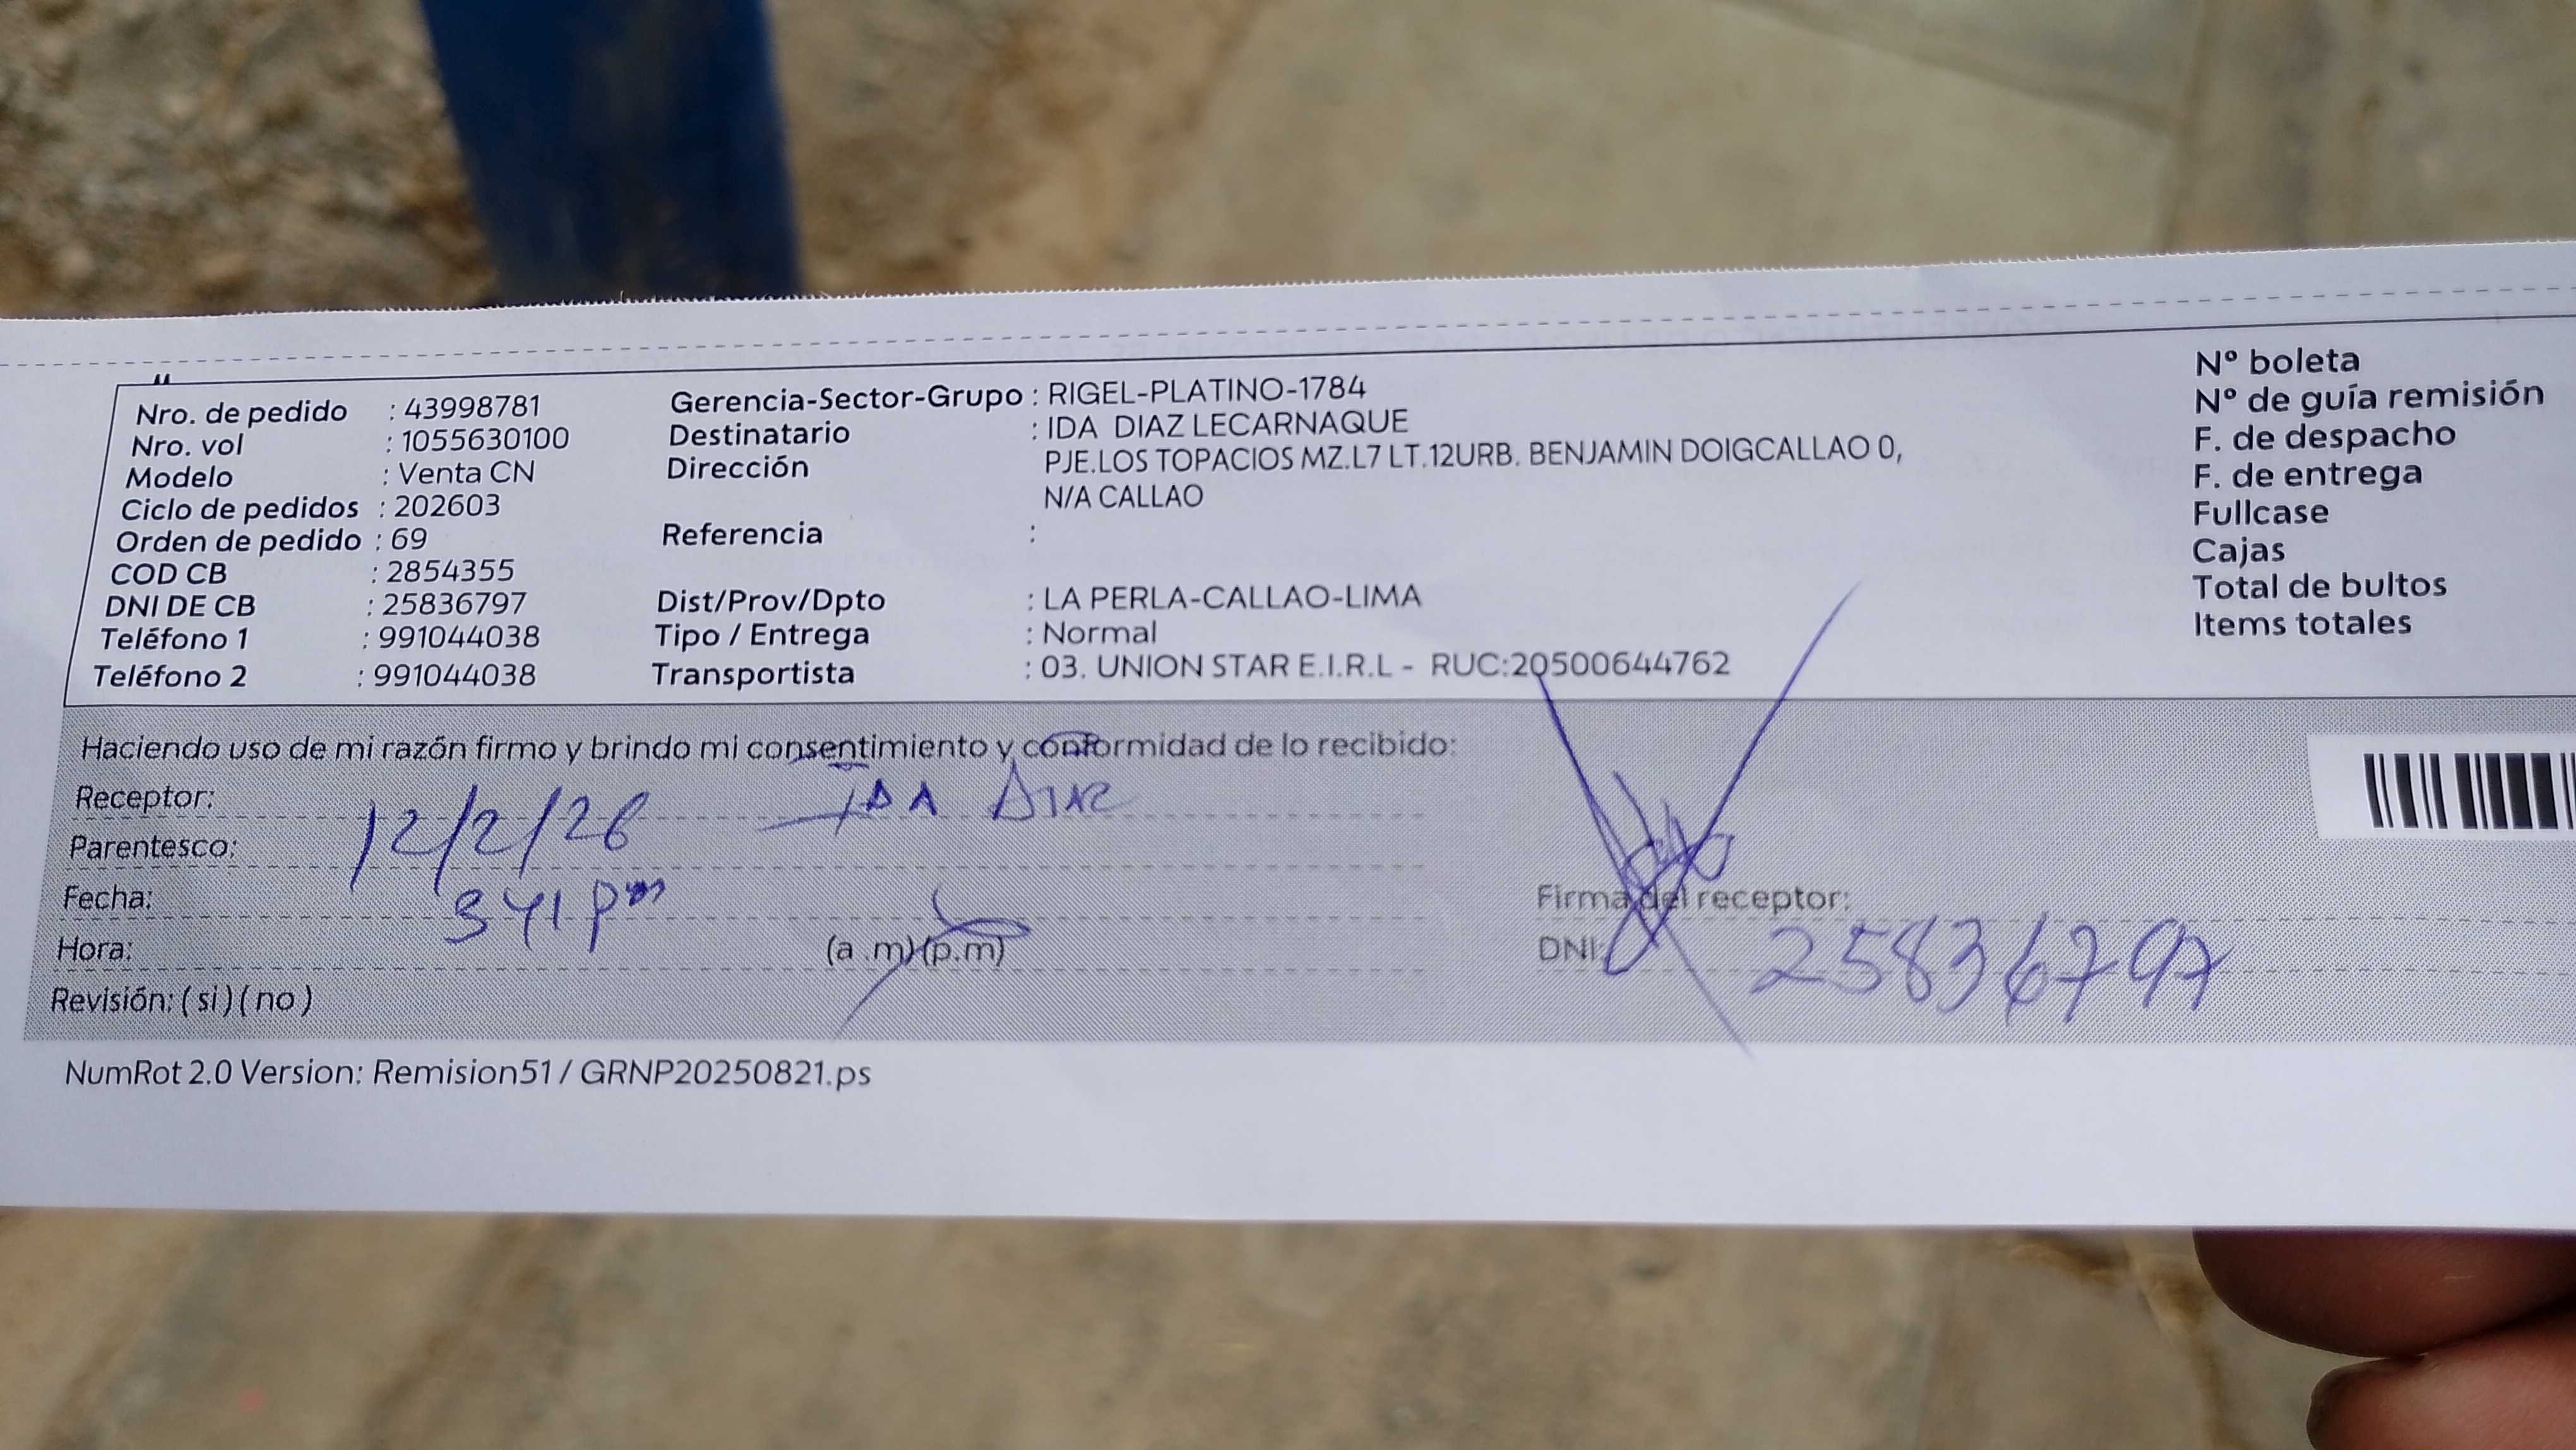 Nro. de pedido : 43998781
Nro. vol : 1055630100
Modelo : Venta CN
Ciclo de pedidos : 202603
Orden de pedido : 69
COD CB : 2854355
DNI DE CB : 25836797
Teléfono 1 : 991044038
Teléfono 2 : 991044038
Gerencia-Sector-Grupo : RIGEL-PLATINO-1784
Destinatario : IDA DIAZ LECARNAQUE
Dirección PJE.LOS TOPACIOS MZ.L7 LT.12URB. BENJAMIN DOIGCALLAO 0,
N/A CALLAO
Referencia :
Dist/Prov/Dpto : LA PERLA-CALLAO-LIMA
Tipo / Entrega : Normal
Transportista : 03. UNION STAR E.I.R.L - RUC:20500644762
Nº boleta
Nº de guía remisión
F. de despacho
F. de entrega
Fullcase
Cajas
Total de bultos
Items totales
Haciendo uso de mi razón firmo y brindo mi consentimiento y conformidad de lo recibido:
Receptor: IDA DIAZ
Parentesco: 12/2/26
Fecha: 341 pm
Hora: (a .m) (p.m)
Revisión: ( si ) ( no )
Firma del receptor:
DNI: 25836797
NumRot 2.0 Version: Remision51 / GRNP20250821.ps